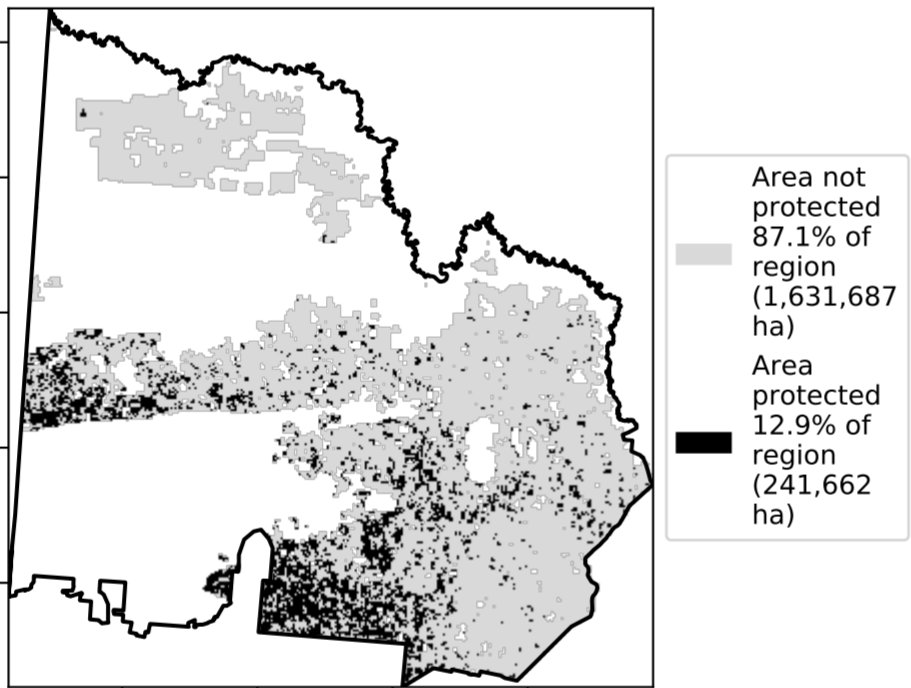 Area not
protected
87.1% of
region
(1,631,687
ha)
Area
protected
12.9% of
region
(241,662
ha)